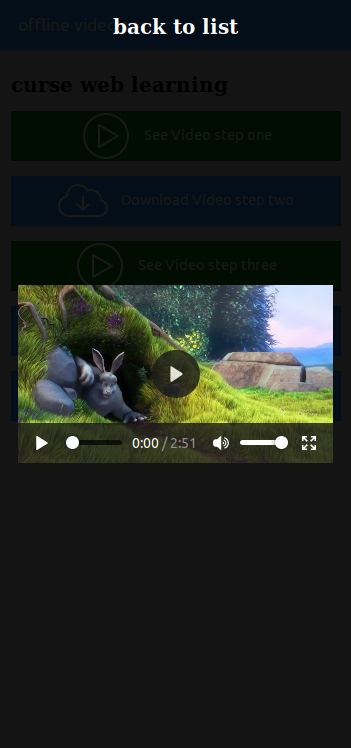 offline video
back to list
curse web learning
See Video step one
Download Video step two
See Video step three
0:00 / 2:51